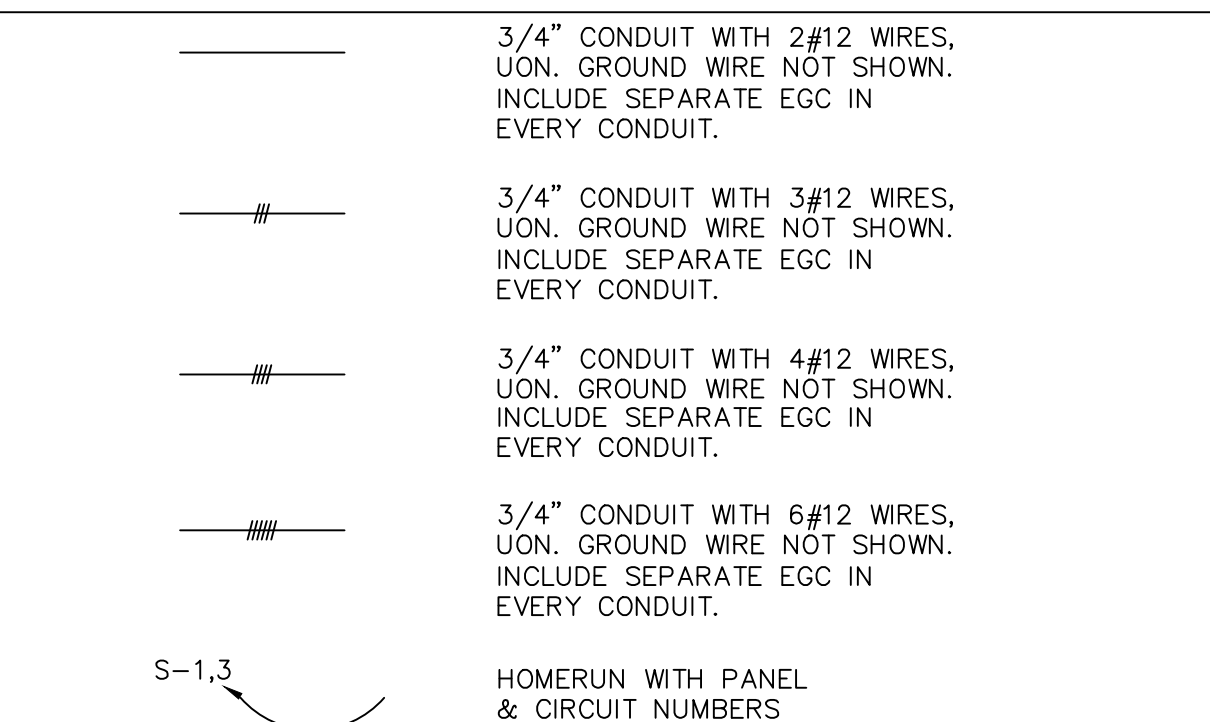 3/4" CONDUIT WITH 2#12 WIRES,
UON. GROUND WIRE NOT SHOWN.
INCLUDE SEPARATE EGC IN
EVERY CONDUIT.
3/4" CONDUIT WITH 3#12 WIRES,
UON. GROUND WIRE NOT SHOWN.
INCLUDE SEPARATE EGC IN
EVERY CONDUIT.
3/4" CONDUIT WITH 4#12 WIRES,
UON. GROUND WIRE NOT SHOWN.
INCLUDE SEPARATE EGC IN
EVERY CONDUIT.
3/4" CONDUIT WITH 6#12 WIRES,
UON. GROUND WIRE NOT SHOWN.
INCLUDE SEPARATE EGC IN
EVERY CONDUIT.
S-1,3
HOMERUN WITH PANEL
& CIRCUIT NUMBERS